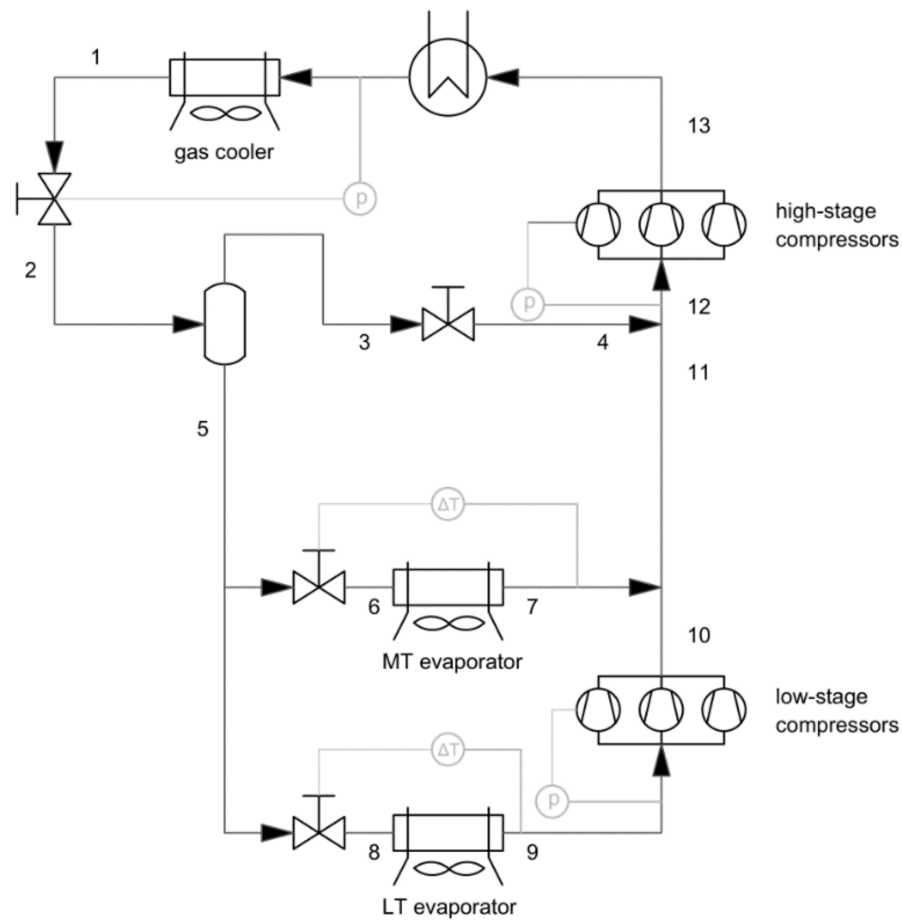 1
gas cooler
13
p
high-stage
compressors
2
p
12
3
4
11
5
ΔT
6
7
MT evaporator
10
low-stage
compressors
ΔT
p
8
9
LT evaporator